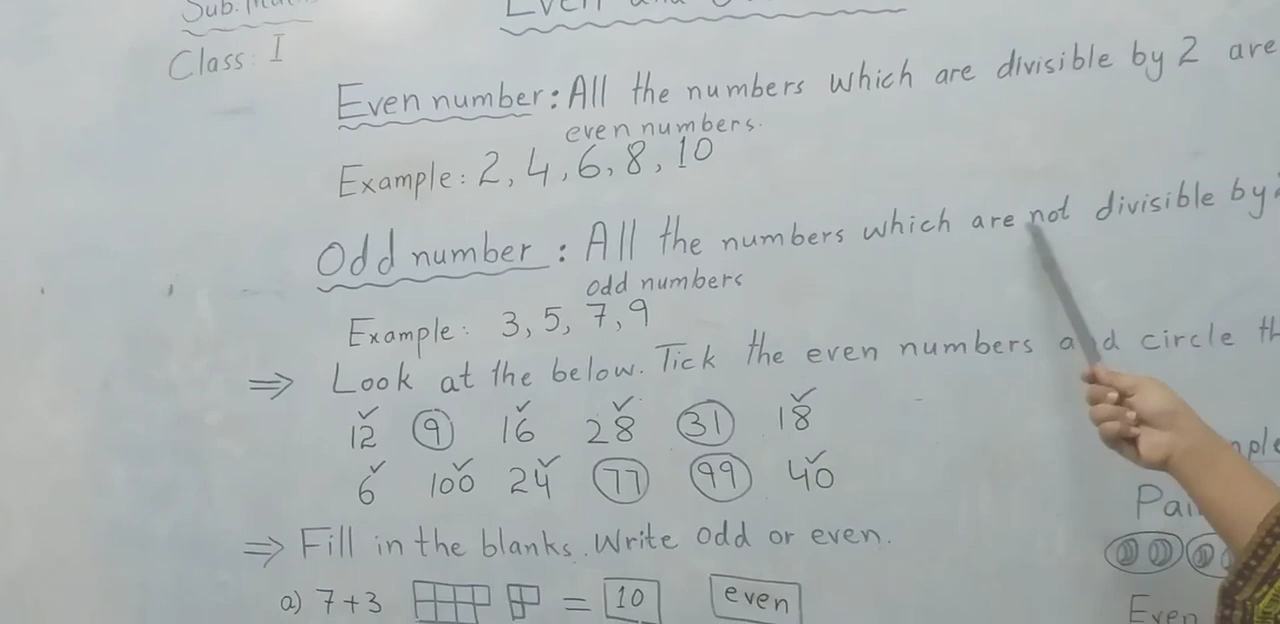 Sub:
Class: I
Even number: All the numbers which are divisible by 2 are
even numbers.
Example: 2, 4, 6, 8, 10
Odd number: All the numbers which are not divisible by
odd numbers
Example: 3, 5, 7, 9
⇒ Look at the below. Tick the even numbers and circle
12 9 16 28 31 18
6 100 24 77 99 40
⇒ Fill in the blanks. Write odd or even.
a) 7+3 = 10 even
Even